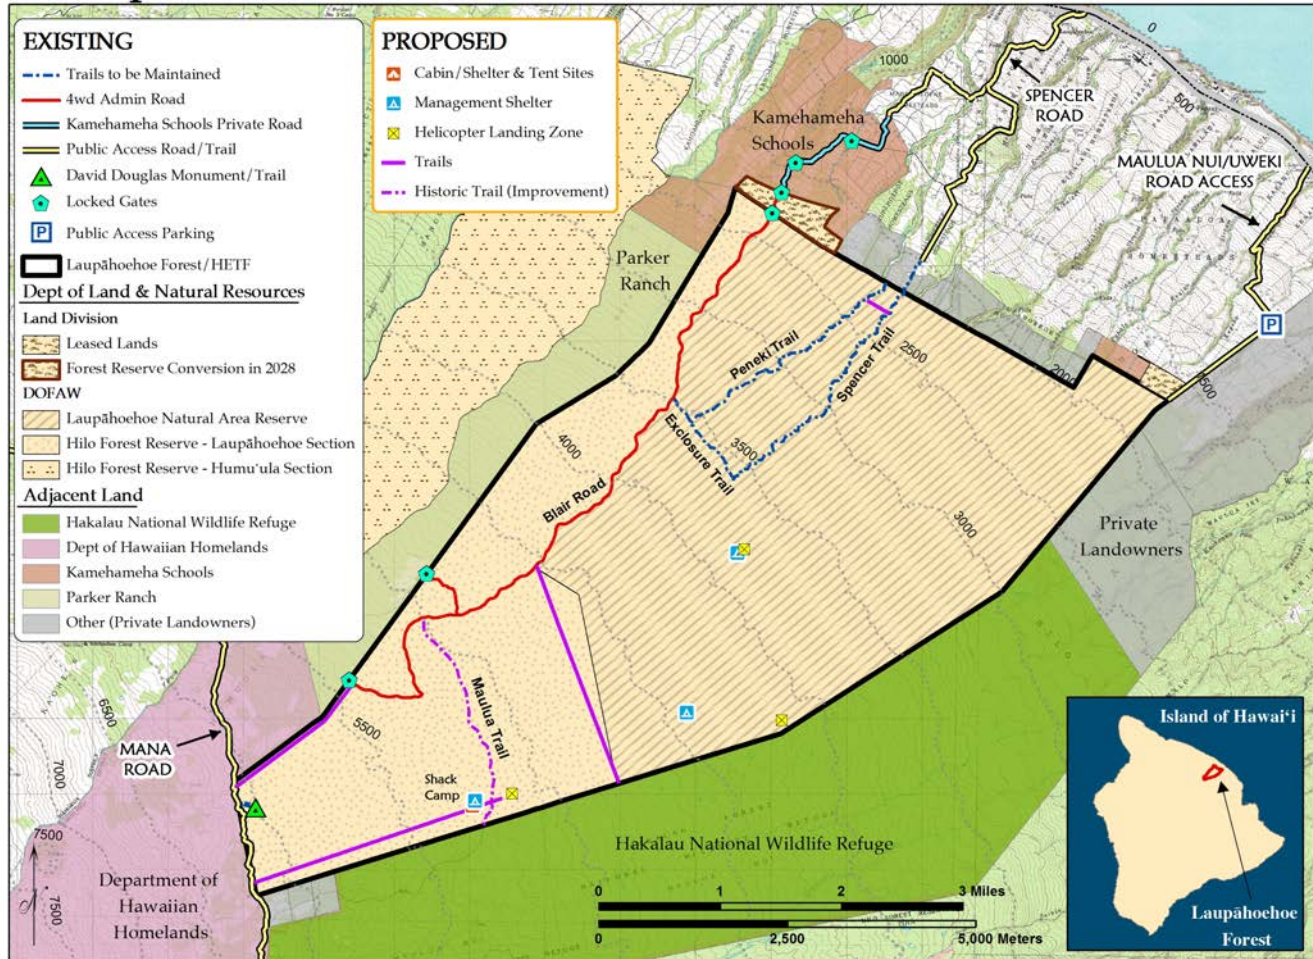 EXISTING
Trails to be Maintained
4wd Admin Road
Kamehameha Schools Private Road
Public Access Road/Trail
David Douglas Monument/Trail
Locked Gates
P
Public Access Parking
Laupāhoehoe Forest/HETF
Dept of Land & Natural Resources
Land Division
Leased Lands
Forest Reserve Conversion in 2028
DOFAW
Laupāhoehoe Natural Area Reserve
Hilo Forest Reserve - Laupāhoehoe Section
Hilo Forest Reserve - Humu'ula Section
Adjacent Land
Hakalau National Wildlife Refuge
Dept of Hawaiian Homelands
Kamehameha Schools
Parker Ranch
Other (Private Landowners)
PROPOSED
Cabin/Shelter & Tent Sites
Management Shelter
Helicopter Landing Zone
Trails
Historic Trail (Improvement)
0
500
1000
SPENCER
ROAD
Kamehameha
Schools
MAULUA NUI/UWEKI
ROAD ACCESS
P
Parker
Ranch
Peneki Trail
Spencer Trail
2500
2000
Exclosure Trail
3500
4000
Blair Road
3000
Private
Landowners
Maulua Trail
5500
6500
MANA
ROAD
7000
Shack
Camp
7500
7500
Department of
Hawaiian
Homelands
Hakalau National Wildlife Refuge
0 1 2 3 Miles
0 2,500 5,000 Meters
Island of Hawai'i
Laupāhoehoe
Forest